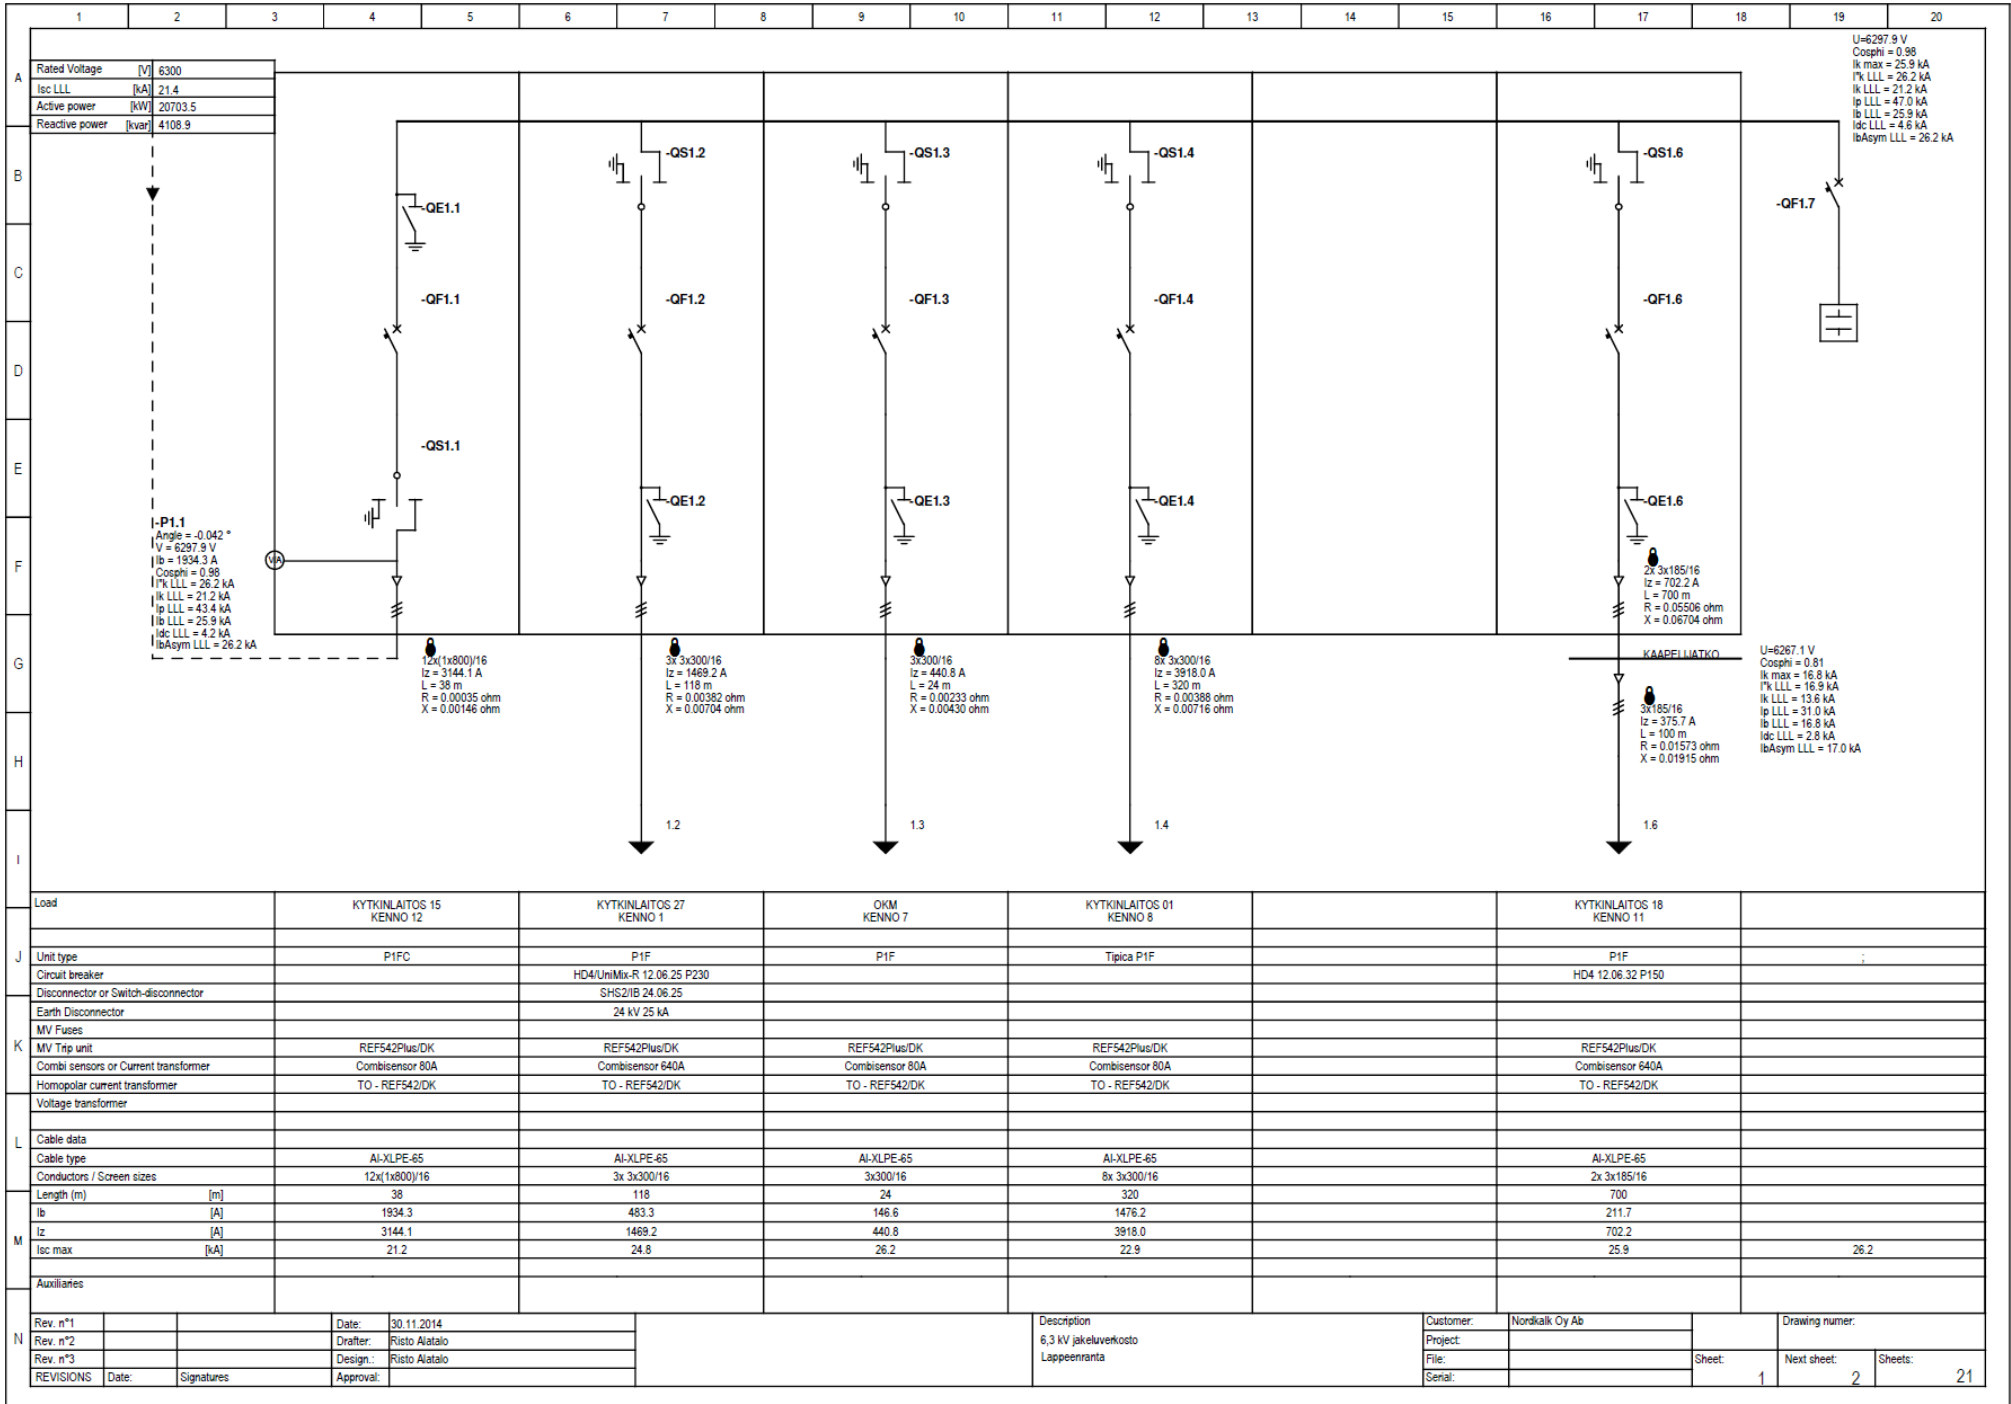 1 2 3 4 5 6 7 8 9 10 11 12 13 14 15 16 17 18 19 20
A
B
C
D
E
F
G
H
I
J
K
L
M
N
Rated Voltage [V] 6300
Isc LLL [kA] 21.4
Active power [kW] 20703.5
Reactive power [kvar] 4108.9
U=6297.9 V
Cosphi = 0.98
Ik max = 25.9 kA
I"k LLL = 26.2 kA
Ik LLL = 21.2 kA
Ip LLL = 47.0 kA
Ib LLL = 25.9 kA
Idc LLL = 4.6 kA
IbAsym LLL = 26.2 kA
-QS1.2 -QS1.3 -QS1.4 -QS1.6
-QE1.1 -QF1.7
-QF1.1 -QF1.2 -QF1.3 -QF1.4 -QF1.6
-QS1.1
-QE1.2 -QE1.3 -QE1.4 -QE1.6
-P1.1
Angle = -0.042 °
V = 6297.9 V
Ib = 1934.3 A
Cosphi = 0.98
I"k LLL = 26.2 kA
Ik LLL = 21.2 kA
Ip LLL = 43.4 kA
Ib LLL = 25.9 kA
Idc LLL = 4.2 kA
IbAsym LLL = 26.2 kA
V/A
2x 3x185/16
Iz = 702.2 A
L = 700 m
R = 0.05506 ohm
X = 0.06704 ohm
12x(1x800)/16
Iz = 3144.1 A
L = 38 m
R = 0.00035 ohm
X = 0.00146 ohm
3x 3x300/16
Iz = 1469.2 A
L = 118 m
R = 0.00382 ohm
X = 0.00704 ohm
3x300/16
Iz = 440.8 A
L = 24 m
R = 0.00233 ohm
X = 0.00430 ohm
8x 3x300/16
Iz = 3918.0 A
L = 320 m
R = 0.00388 ohm
X = 0.00716 ohm
KAAPELIJATKO
3x185/16
Iz = 375.7 A
L = 100 m
R = 0.01573 ohm
X = 0.01915 ohm
U=6267.1 V
Cosphi = 0.81
Ik max = 16.8 kA
I"k LLL = 16.9 kA
Ik LLL = 13.6 kA
Ip LLL = 31.0 kA
Ib LLL = 16.8 kA
Idc LLL = 2.8 kA
IbAsym LLL = 17.0 kA
1.2 1.3 1.4 1.6
Load KYTKINLAITOS 15 KYTKINLAITOS 27 OKM KYTKINLAITOS 01 KYTKINLAITOS 18
KENNO 12 KENNO 1 KENNO 7 KENNO 8 KENNO 11
Unit type P1FC P1F P1F Tipica P1F P1F ;
Circuit breaker HD4/UniMix-R 12.06.25 P230 HD4 12.06.32 P150
Disconnector or Switch-disconnector SHS2/IB 24.06.25
Earth Disconnector 24 kV 25 kA
MV Fuses
MV Trip unit REF542Plus/DK REF542Plus/DK REF542Plus/DK REF542Plus/DK REF542Plus/DK
Combi sensors or Current transformer Combisensor 80A Combisensor 640A Combisensor 80A Combisensor 80A Combisensor 640A
Homopolar current transformer TO - REF542/DK TO - REF542/DK TO - REF542/DK TO - REF542/DK TO - REF542/DK
Voltage transformer
Cable data
Cable type Al-XLPE-65 Al-XLPE-65 Al-XLPE-65 Al-XLPE-65 Al-XLPE-65
Conductors / Screen sizes 12x(1x800)/16 3x 3x300/16 3x300/16 8x 3x300/16 2x 3x185/16
Length (m) [m] 38 118 24 320 700
Ib [A] 1934.3 483.3 146.6 1476.2 211.7
Iz [A] 3144.1 1469.2 440.8 3918.0 702.2
Isc max [kA] 21.2 24.8 26.2 22.9 25.9 26.2
Auxiliaries
Rev. n°1
Rev. n°2
Rev. n°3
REVISIONS Date: Signatures
Date: 30.11.2014
Drafter: Risto Alatalo
Design.: Risto Alatalo
Approval:
Description
6,3 kV jakeluverkosto
Lappeenranta
Customer: Nordkalk Oy Ab
Project:
File:
Serial:
Drawing numer:
Sheet: 1
Next sheet: 2
Sheets: 21